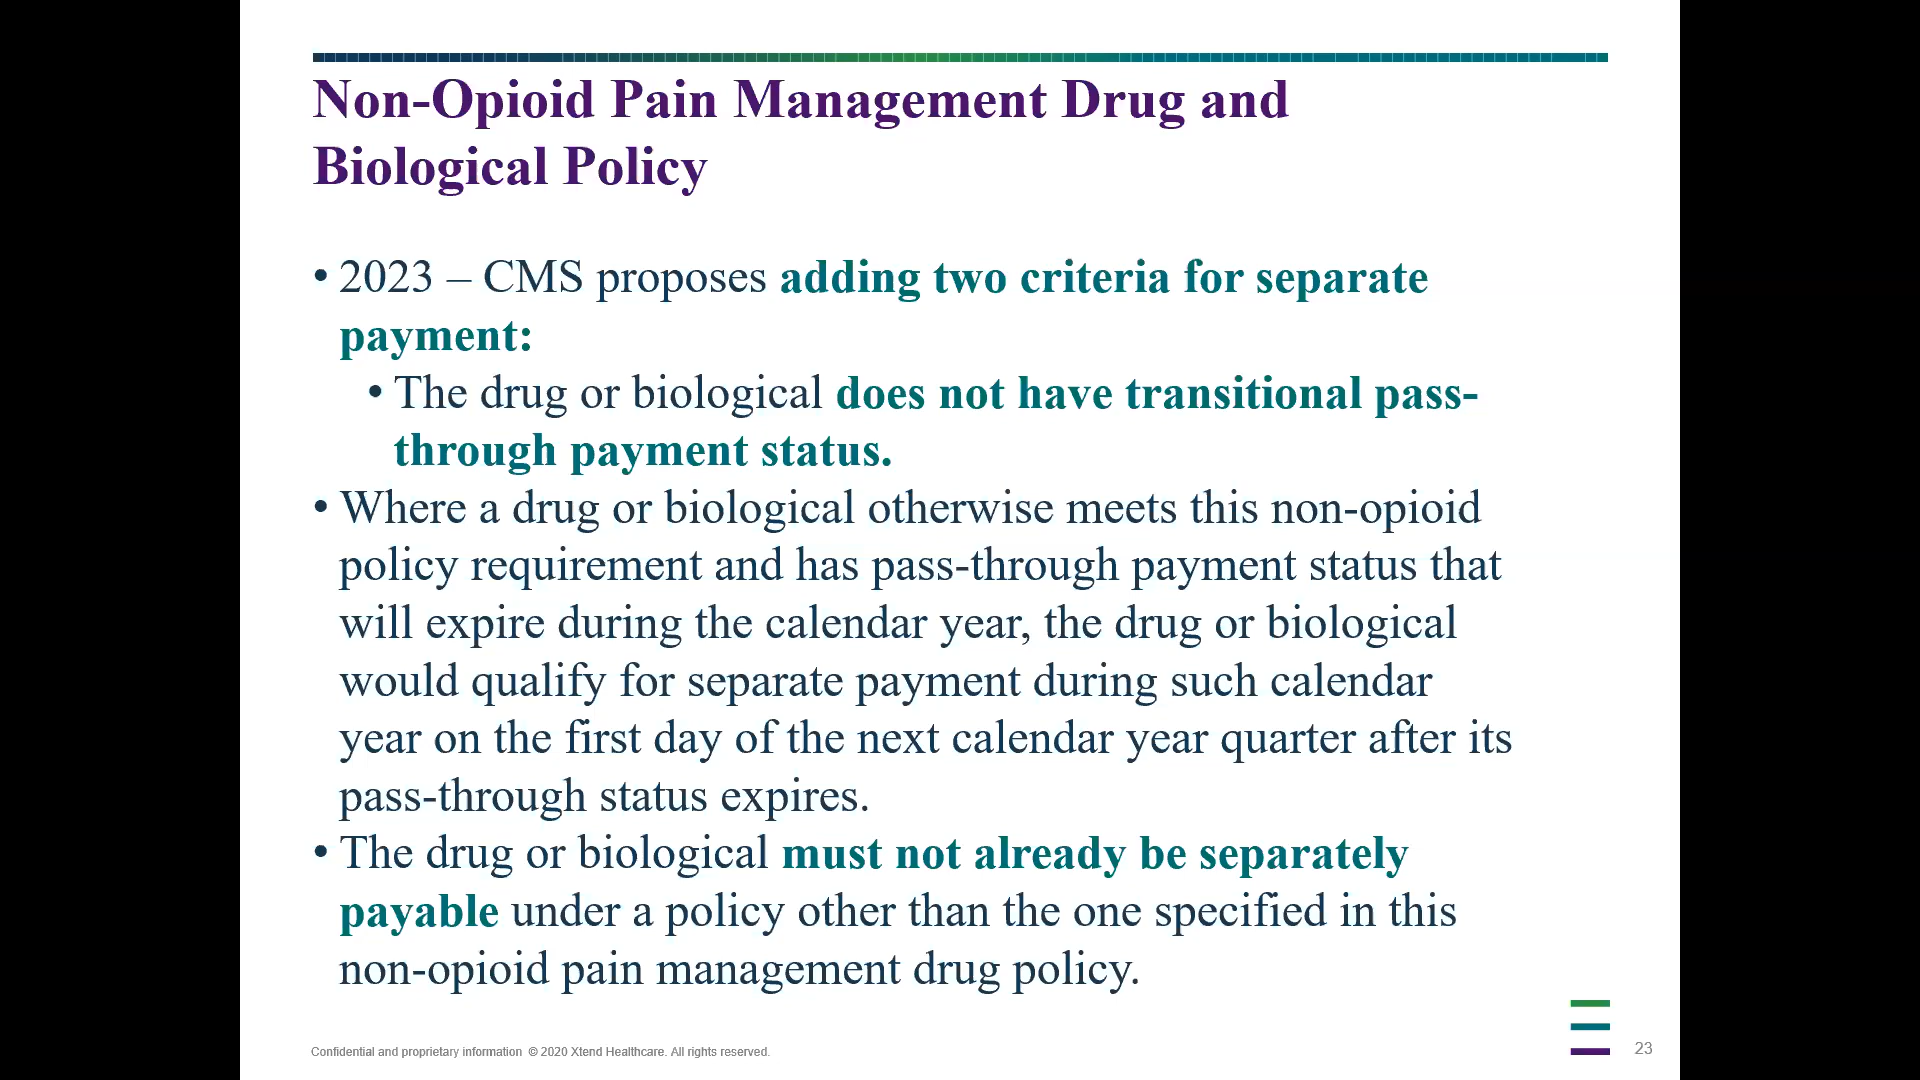 Non-Opioid Pain Management Drug and
Biological Policy
• 2023 – CMS proposes adding two criteria for separate
payment:
• The drug or biological does not have transitional pass-
through payment status.
• Where a drug or biological otherwise meets this non-opioid
policy requirement and has pass-through payment status that
will expire during the calendar year, the drug or biological
would qualify for separate payment during such calendar
year on the first day of the next calendar year quarter after its
pass-through status expires.
• The drug or biological must not already be separately
payable under a policy other than the one specified in this
non-opioid pain management drug policy.
Confidential and proprietary information © 2020 Xtend Healthcare. All rights reserved.
23